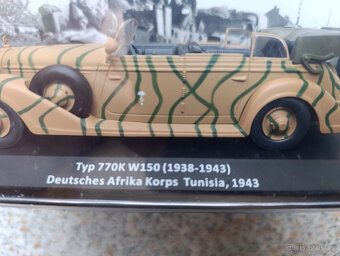 Typ 770K W150 (1938-1943)
Deutsches Afrika Korps Tunisia, 1943